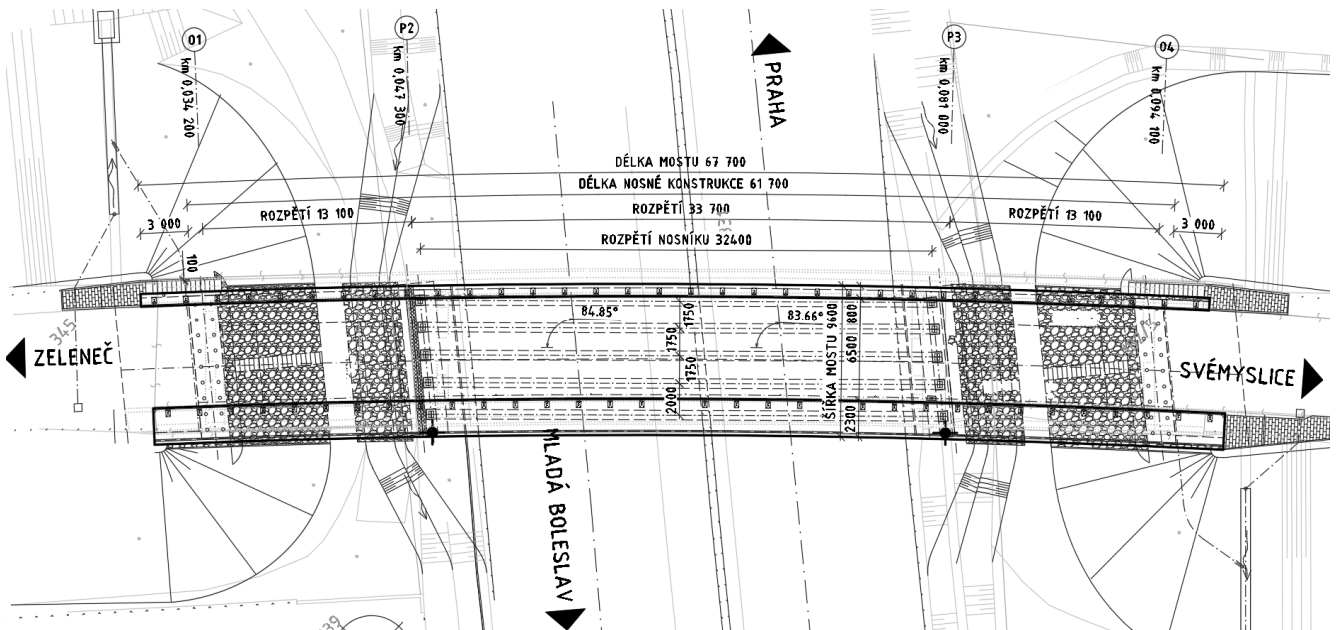 O1
P2
P3
O4
km 0,034 200
km 0,047 300
PRAHA
km 0,081 000
km 0,094 100
DÉLKA MOSTU 67 700
DÉLKA NOSNÉ KONSTRUKCE 61 700
3 000
ROZPĚTÍ 13 100
ROZPĚTÍ 33 700
ROZPĚTÍ 13 100
3 000
ROZPĚTÍ NOSNÍKU 32400
100
345
84.85°
83.66°
1750
1750
1750
2000
ŠÍŘKA MOSTU 9600
800
6500
2300
ZELENEČ
SVÉMYSLICE
MLADÁ BOLESLAV